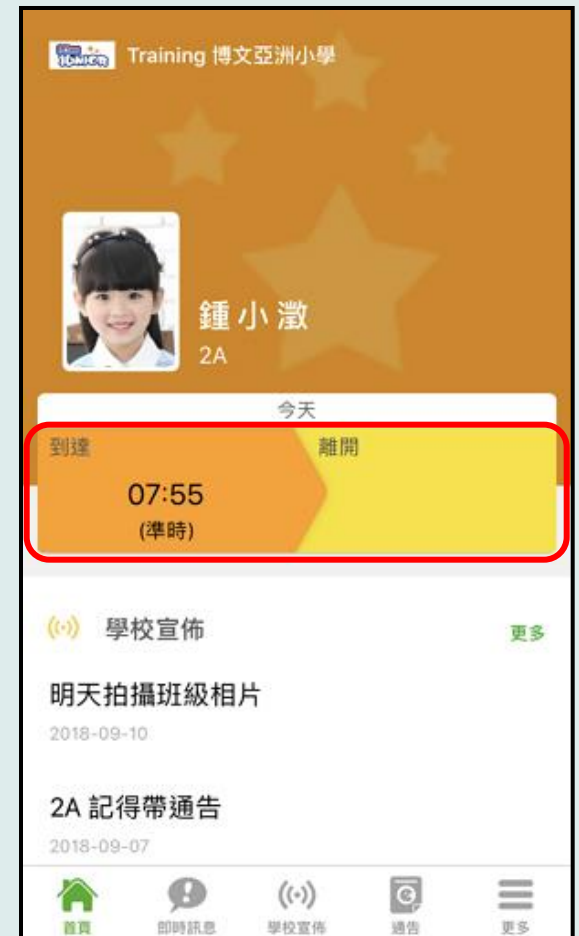 JUNIOR Training 博文亞洲小學
鍾小澂
2A
今天
到達 離開
07:55
(準時)
學校宣佈 更多
明天拍攝班級相片
2018-09-10
2A 記得帶通告
2018-09-07
首頁 即時訊息 學校宣佈 通告 更多